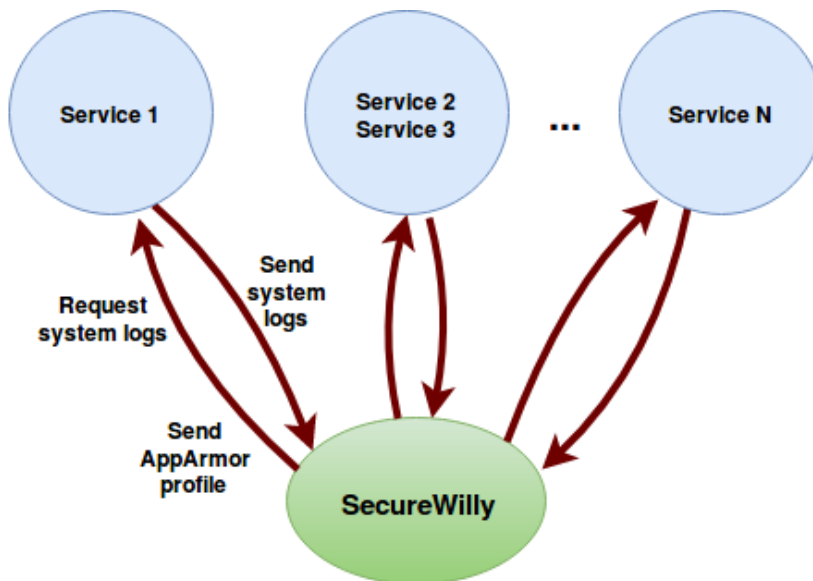 Service 1
Service 2
Service 3
...
Service N
Send
system
logs
Request
system logs
Send
AppArmor
profile
SecureWilly